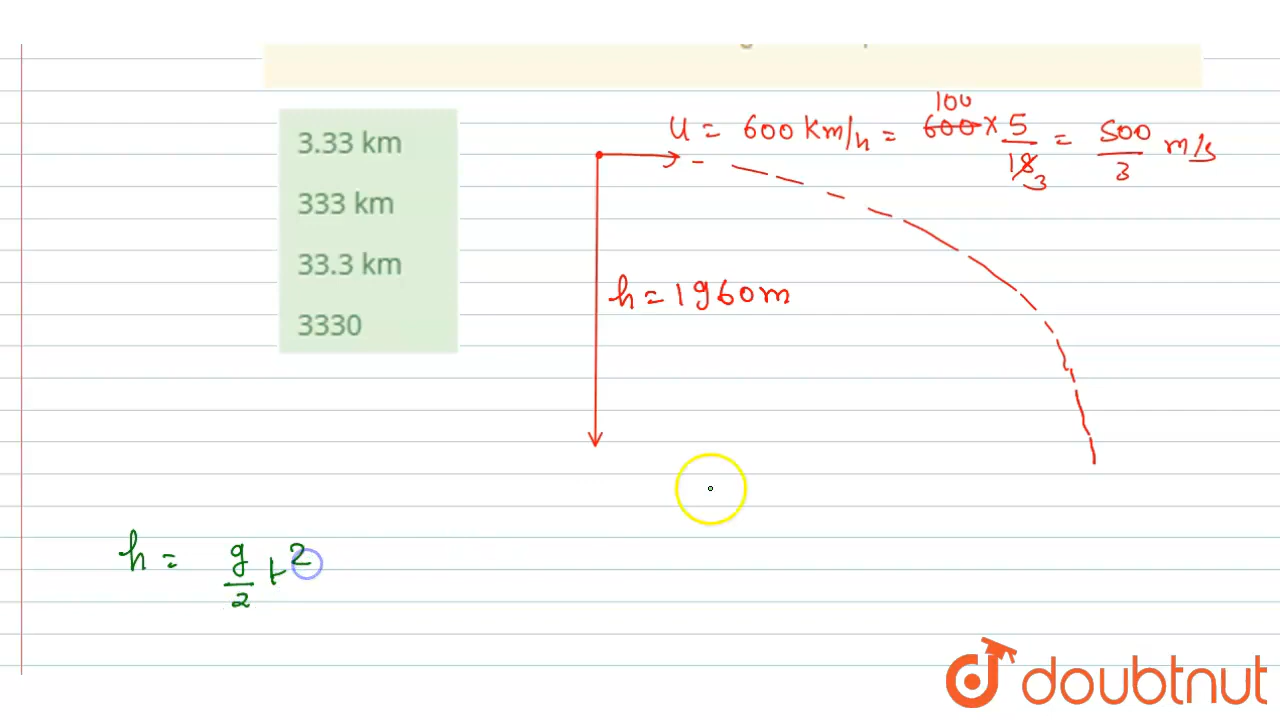 u = 600 Km/h = 100 600 × 5 / 18 3 = 500 / 3 m/s
3.33 km
333 km
33.3 km
3330
h = 1960m
h = g/2 t²
doubtnut